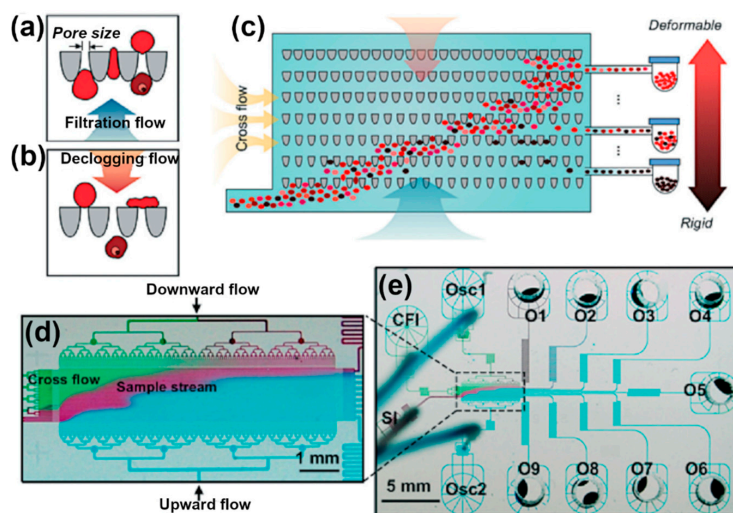 (a)
Pore size
Filtration flow
(b)
Declogging flow
(c)
Cross flow
Deformable
Rigid
Downward flow
(d)
Cross flow
Sample stream
1 mm
Upward flow
(e)
Osc1
CFI
SI
Osc2
O1
O2
O3
O4
O5
O9
O8
O7
O6
5 mm